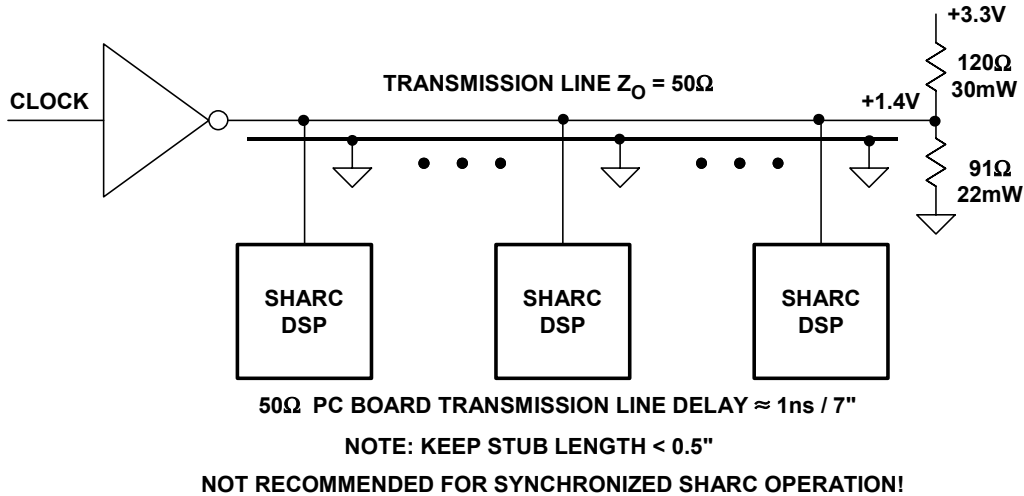 +3.3V
120Ω
30mW
TRANSMISSION LINE ZO = 50Ω
+1.4V
CLOCK
91Ω
22mW
SHARC
DSP
SHARC
DSP
SHARC
DSP
50Ω PC BOARD TRANSMISSION LINE DELAY ≈ 1ns / 7"
NOTE: KEEP STUB LENGTH < 0.5"
NOT RECOMMENDED FOR SYNCHRONIZED SHARC OPERATION!